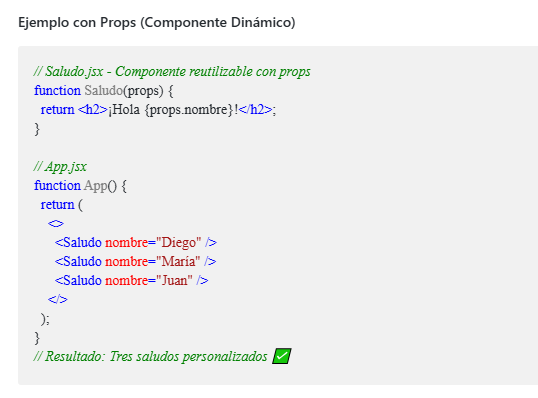 Ejemplo con Props (Componente Dinámico)
// Saludo.jsx - Componente reutilizable con props
function Saludo(props) {
  return <h2>¡Hola {props.nombre}!</h2>;
}

// App.jsx
function App() {
  return (
    <>
      <Saludo nombre="Diego" />
      <Saludo nombre="María" />
      <Saludo nombre="Juan" />
    </>
  );
}
// Resultado: Tres saludos personalizados ✅